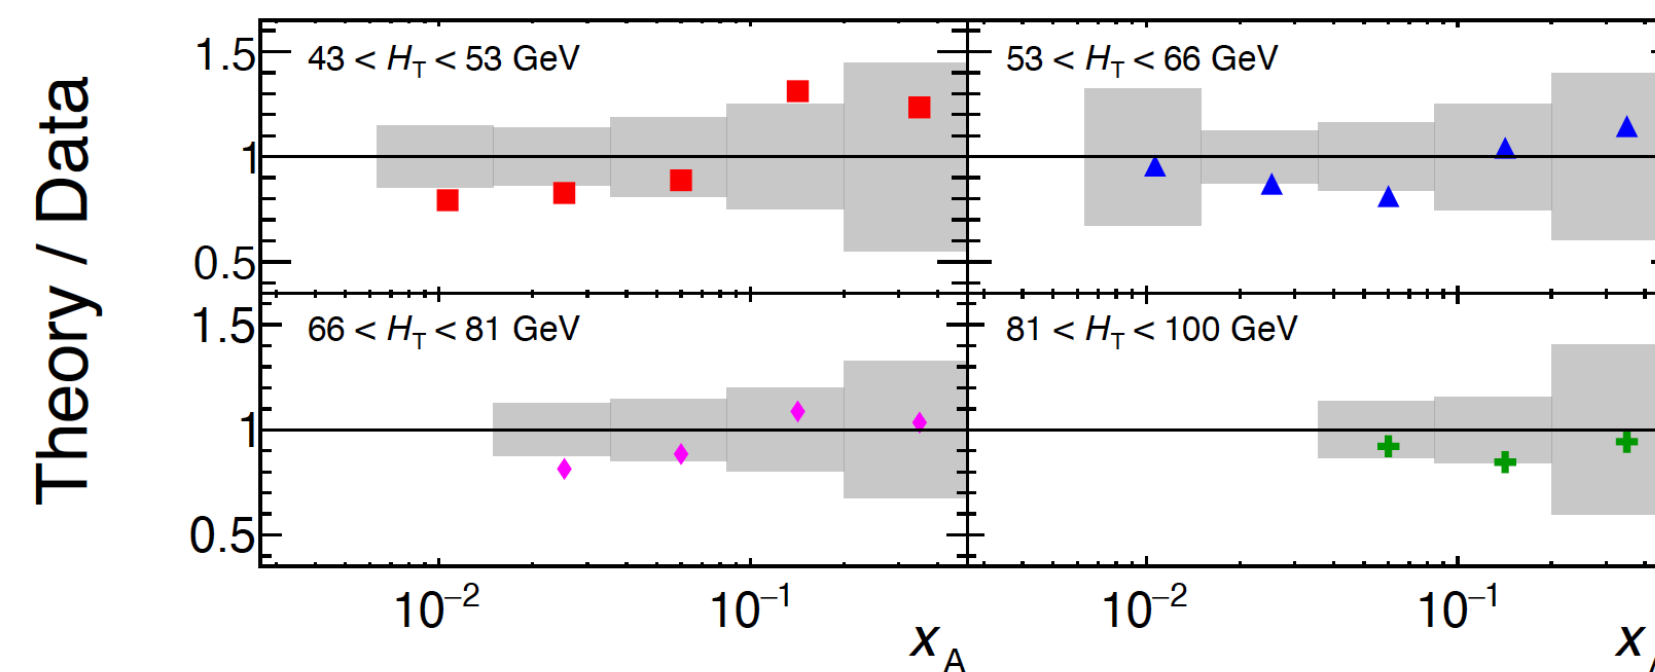 Theory / Data
43 < H_T < 53 GeV
53 < H_T < 66 GeV
1.5
1
0.5
66 < H_T < 81 GeV
81 < H_T < 100 GeV
1.5
1
0.5
10⁻² 10⁻¹ 10⁻² 10⁻¹
x_A x